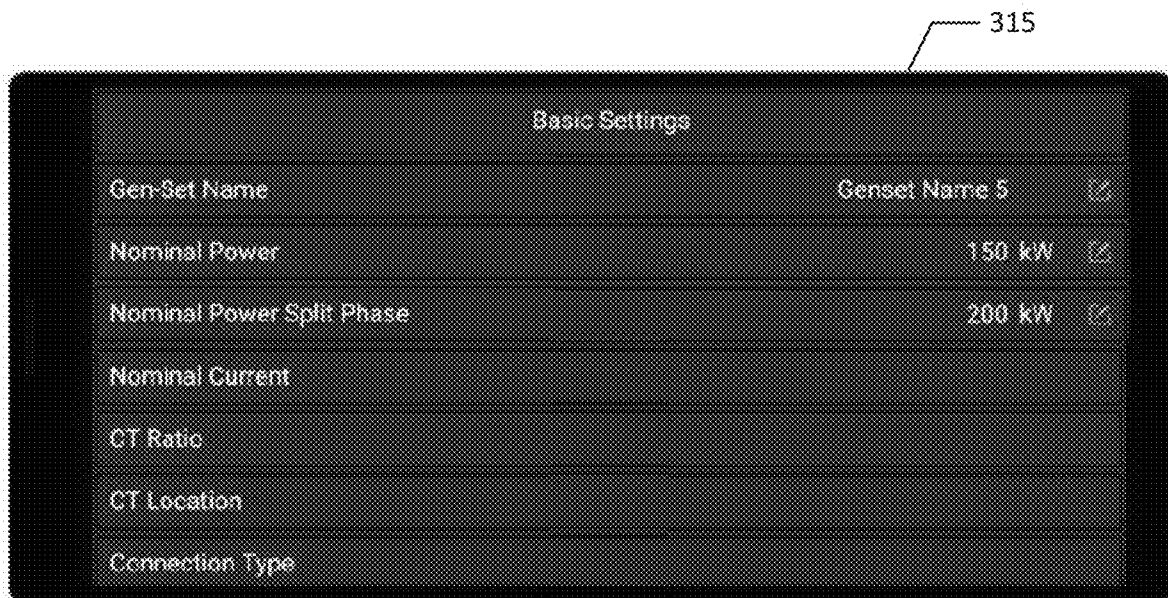 315
Basic Settings
Gen-Set Name Genset Name 5
Nominal Power 150 kW
Nominal Power Split Phase 200 kW
Nominal Current
CT Ratio
CT Location
Connection Type